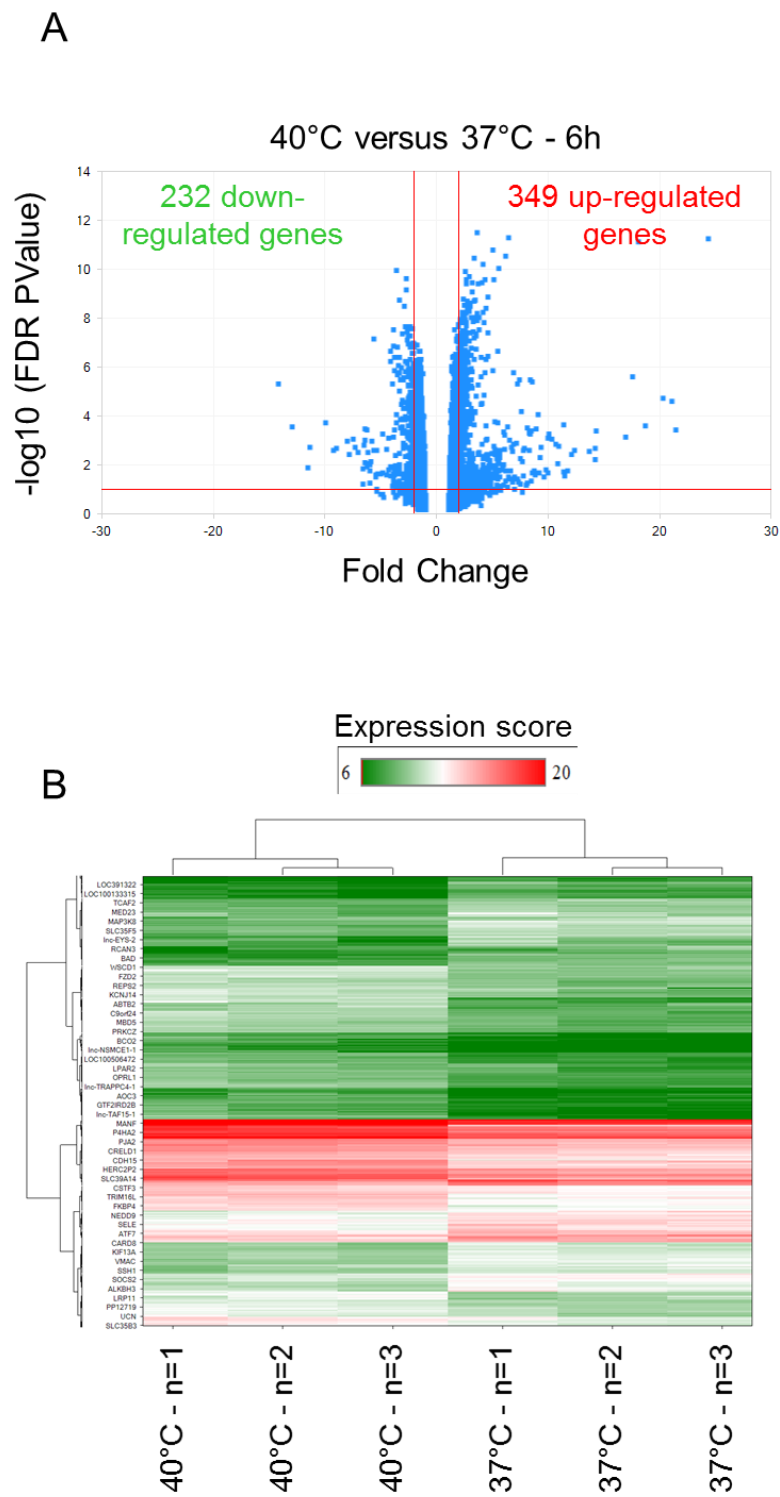 A
40°C versus 37°C - 6h
232 down-
regulated genes
349 up-regulated
genes
-log10 (FDR PValue)
14
12
10
8
6
4
2
0
-30
-20
-10
0
10
20
30
Fold Change
Expression score
6
20
B
LOC391322
LOC100133315
TCAF2
MED23
MAP3K8
SLC35F5
lnc-EYS-2
RCAN3
BAD
WSCD1
FZD2
REPS2
KCNJ14
ABTB2
C9orf24
MBD5
PRKCZ
BCO2
lnc-NSMCE1-1
LOC100506472
LPAR2
OPRL1
lnc-TRAPPC4-1
AOC3
GTF2IRD2B
lnc-TAF15-1
MANF
P4HA2
PJA2
CRELD1
CDH15
HERC2P2
SLC39A14
CSTF3
TRIM16L
FKBP4
NEDD9
SELE
ATF7
CARD8
KIF13A
VMAC
SSH1
SOCS2
ALKBH3
LRP11
PP12719
UCN
SLC35B3
40°C - n=1
40°C - n=2
40°C - n=3
37°C - n=1
37°C - n=2
37°C - n=3